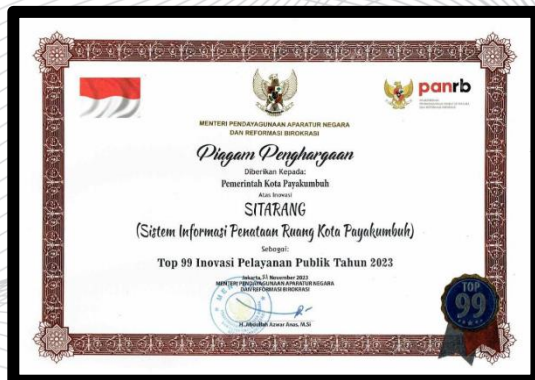 panrb
MENTERI PENDAYAGUNAAN APARATUR NEGARA
DAN REFORMASI BIROKRASI
Piagam Penghargaan
Diberikan Kepada:
Pemerintah Kota Payakumbuh
Atas Inovasi
SITARANG
(Sistem Informasi Penataan Ruang Kota Payakumbuh)
Sebagai:
Top 99 Inovasi Pelayanan Publik Tahun 2023
Jakarta, 21 November 2023
MENTERI PENDAYAGUNAAN APARATUR NEGARA
DAN REFORMASI BIROKRASI
H. Abdullah Azwar Anas, M.Si
TOP
99